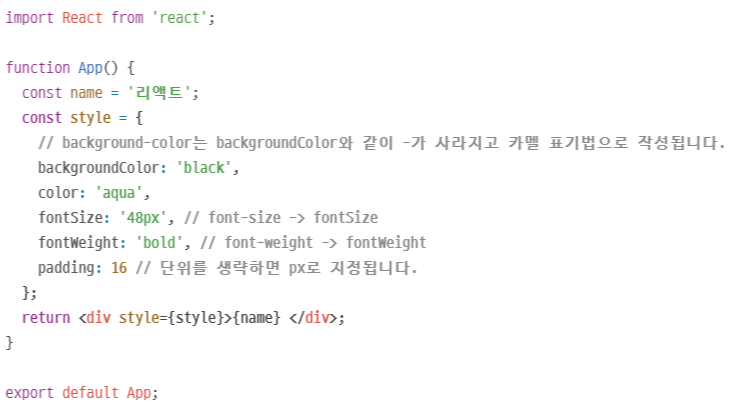 import React from 'react';

function App() {
  const name = '리액트';
  const style = {
    // background-color는 backgroundColor와 같이 -가 사라지고 카멜 표기법으로 작성됩니다.
    backgroundColor: 'black',
    color: 'aqua',
    fontSize: '48px', // font-size -> fontSize
    fontWeight: 'bold', // font-weight -> fontWeight
    padding: 16 // 단위를 생략하면 px로 지정됩니다.
  };
  return <div style={style}>{name} </div>;
}

export default App;